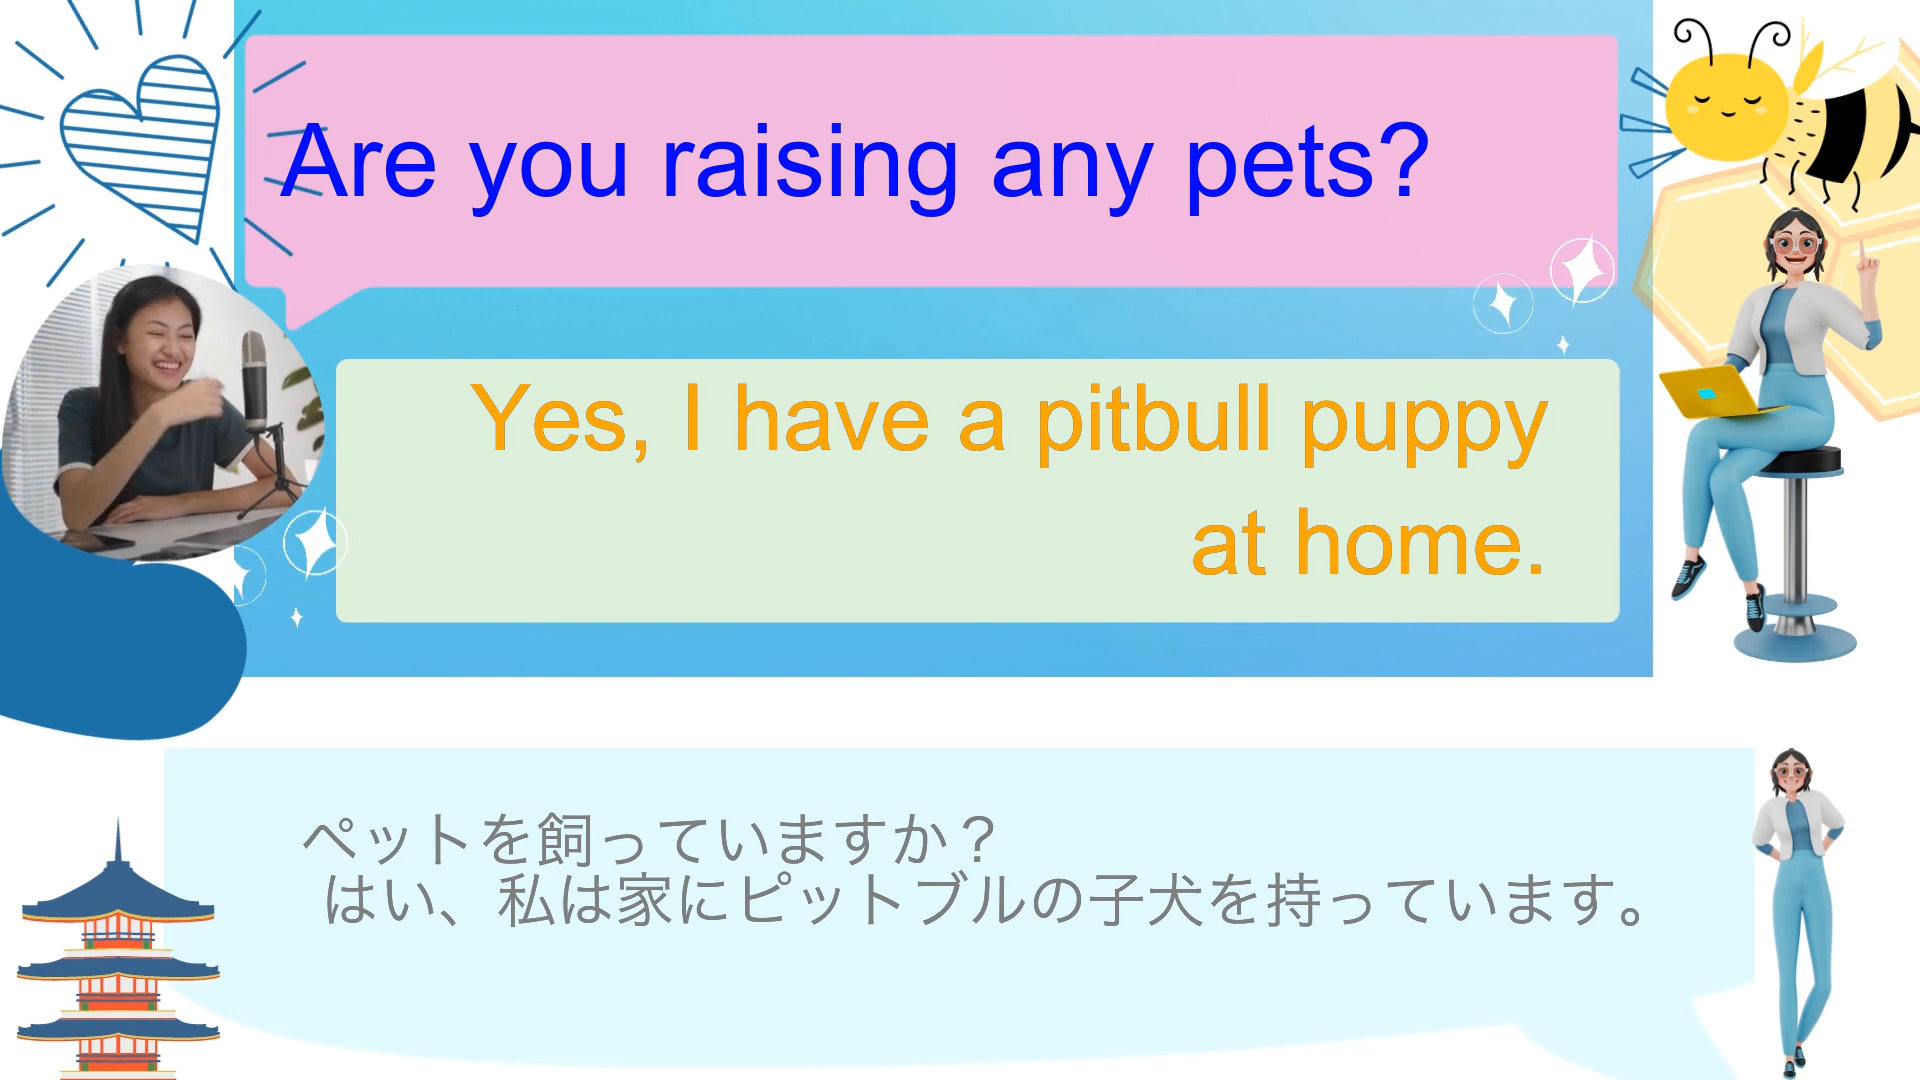 Are you raising any pets?
Yes, I have a pitbull puppy
at home.
ペットを飼っていますか？
はい、私は家にピットブルの子犬を持っています。